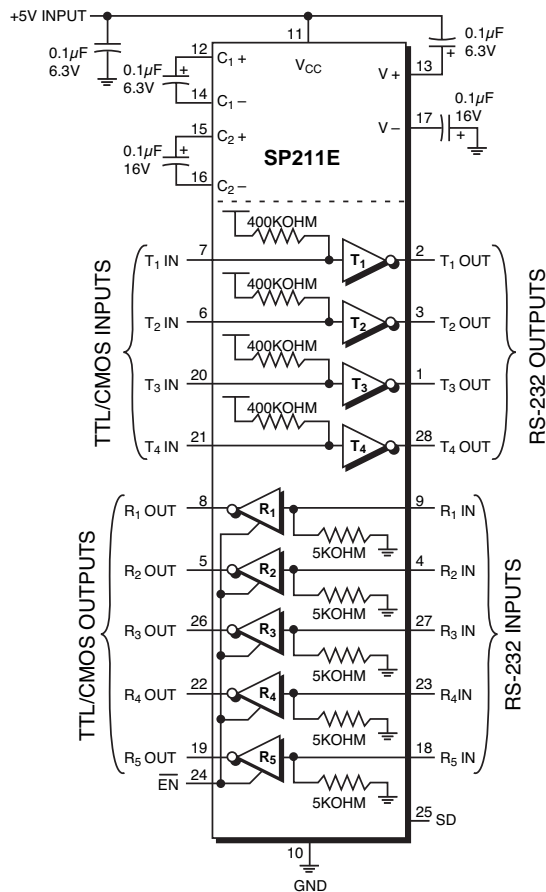 +5V INPUT
11
0.1µF
6.3V
12
C1 +
VCC
0.1µF
6.3V
0.1µF
6.3V
V +
13
14
C1 –
15
C2 +
17
0.1µF
16V
V –
0.1µF
16V
SP211E
16
C2 –
400KOHM
T1 IN
7
T1
2
T1 OUT
400KOHM
T2 IN
6
T2
3
T2 OUT
400KOHM
T3 IN
20
T3
1
T3 OUT
400KOHM
T4 IN
21
T4
28
T4 OUT
TTL/CMOS INPUTS
RS-232 OUTPUTS
R1 OUT
8
R1
9
R1 IN
5KOHM
R2 OUT
5
R2
4
R2 IN
5KOHM
R3 OUT
26
R3
27
R3 IN
5KOHM
R4 OUT
22
R4
23
R4IN
5KOHM
R5 OUT
19
R5
18
R5 IN
5KOHM
TTL/CMOS OUTPUTS
RS-232 INPUTS
E̅N̅
24
25
SD
10
GND